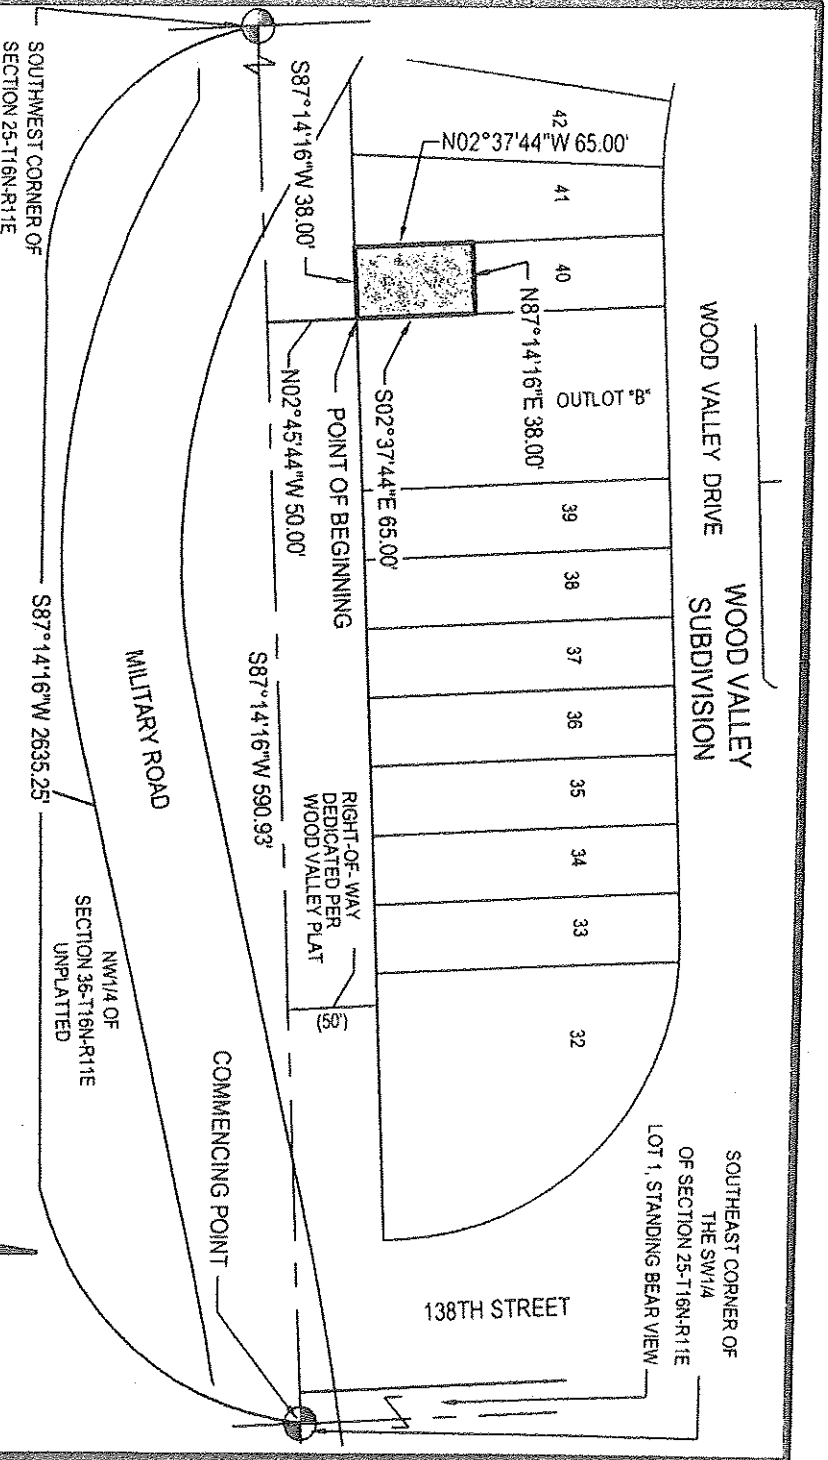 WOOD VALLEY
SUBDIVISION
WOOD VALLEY DRIVE
SOUTHEAST CORNER OF
THE SW1/4
OF SECTION 25-T16N-R11E
LOT 1, STANDING BEAR VIEW
42
41
40
OUTLOT "B"
39
38
37
36
35
34
33
32
138TH STREET
N02°37'44"W 65.00'
N87°14'16"E 38.00'
S87°14'16"W 38.00'
S02°37'44"E 65.00'
POINT OF BEGINNING
N02°45'44"W 50.00'
RIGHT-OF-WAY
DEDICATED PER
WOOD VALLEY PLAT
(50')
S87°14'16"W 590.93'
COMMENCING POINT
MILITARY ROAD
NW1/4 OF
SECTION 36-T16N-R11E
UNPLATTED
S87°14'16"W 2635.25'
SOUTHWEST CORNER OF
SECTION 25-T16N-R11E